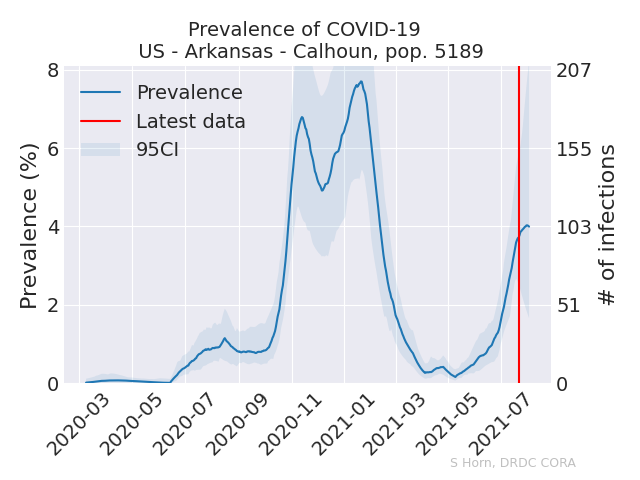 Prevalence of COVID-19
US - Arkansas - Calhoun, pop. 5189
Prevalence
Latest data
95CI
Prevalence (%)
8
6
4
2
0
207
155
103
51
0
# of infections
2020-03
2020-05
2020-07
2020-09
2020-11
2021-01
2021-03
2021-05
2021-07
S Horn, DRDC CORA